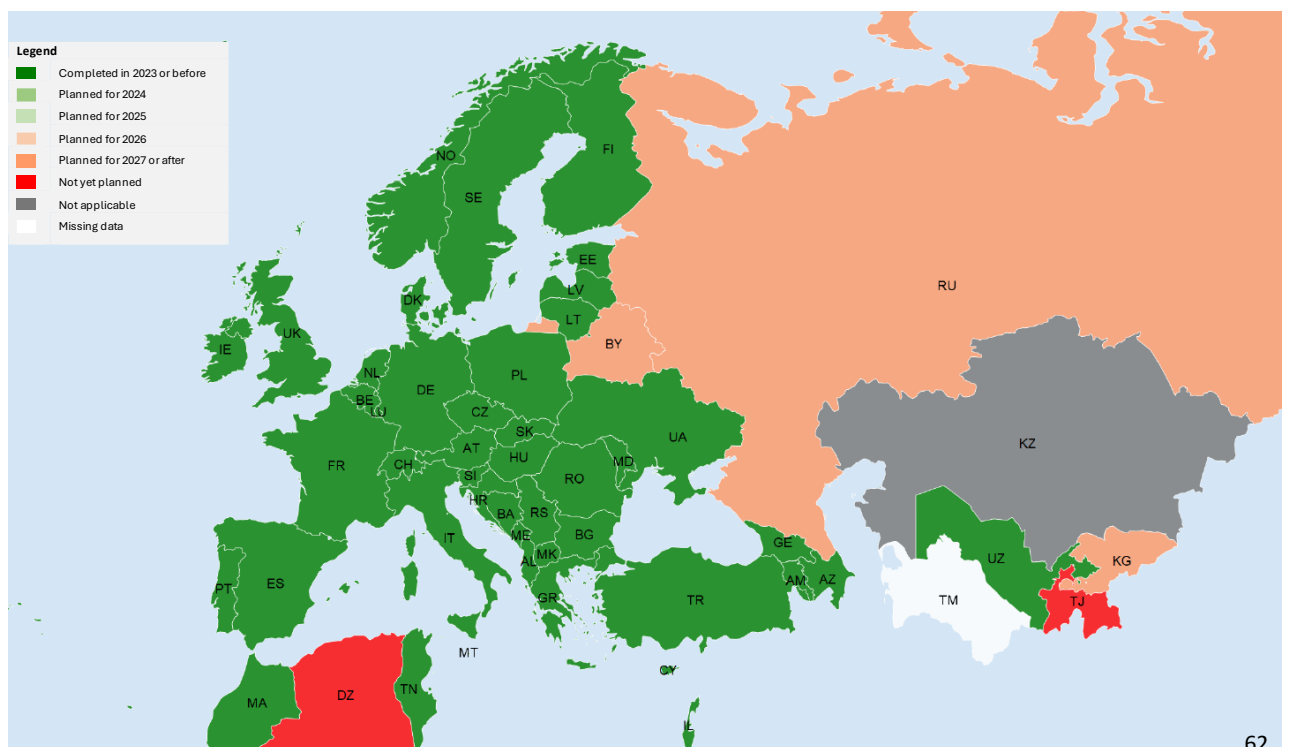 Legend
Completed in 2023 or before
Planned for 2024
Planned for 2025
Planned for 2026
Planned for 2027 or after
Not yet planned
Not applicable
Missing data
NO
FI
SE
EE
RU
LV
DK
LT
UK
BY
IE
NL
PL
DE
BE
LU
CZ
SK
UA
KZ
AT
HU
MD
FR
CH
SI
RO
HR
BA
RS
ME
BG
IT
GE
MK
AL
UZ
KG
PT
ES
AM
AZ
GR
TR
TM
TJ
MT
CY
DZ
TN
MA
IL
62